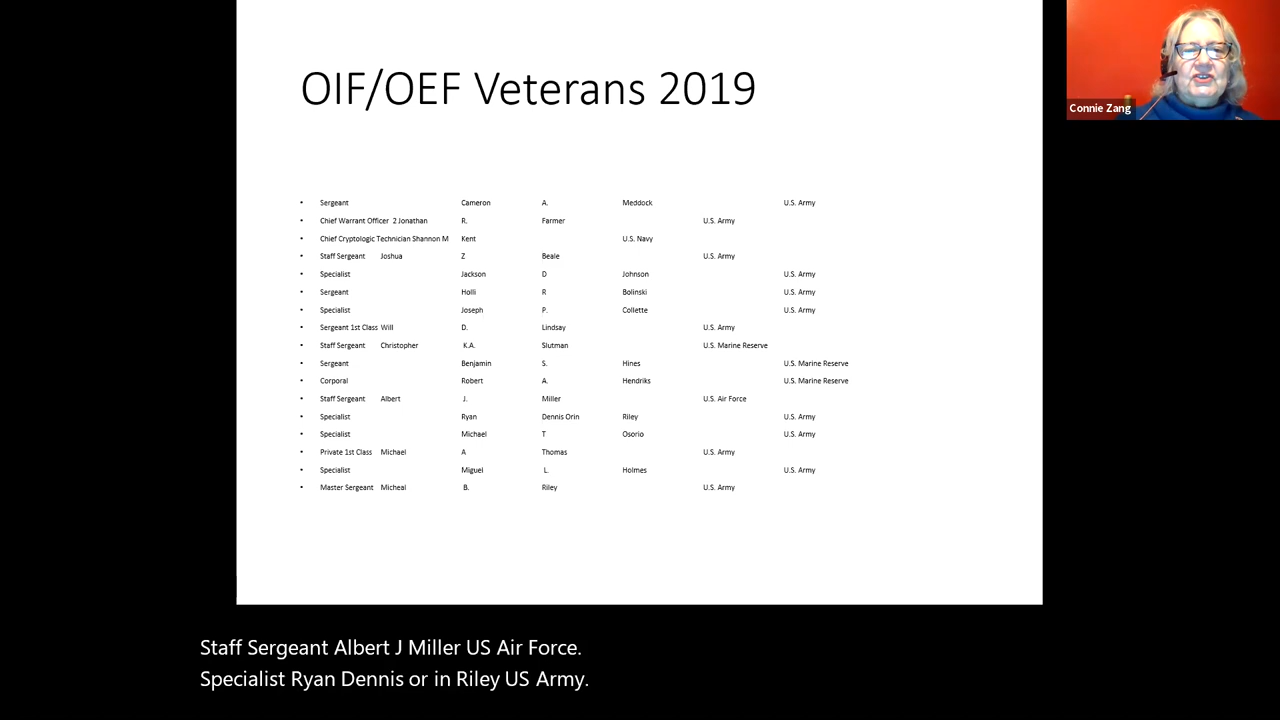 OIF/OEF Veterans 2019
Connie Zang
• Sergeant Cameron A. Meddock U.S. Army
• Chief Warrant Officer 2 Jonathan R. Farmer U.S. Army
• Chief Cryptologic Technician Shannon M Kent U.S. Navy
• Staff Sergeant Joshua Z Beale U.S. Army
• Specialist Jackson D Johnson U.S. Army
• Sergeant Holli R Bolinski U.S. Army
• Specialist Joseph P. Collette U.S. Army
• Sergeant 1st Class Will D. Lindsay U.S. Army
• Staff Sergeant Christopher K.A. Slutman U.S. Marine Reserve
• Sergeant Benjamin S. Hines U.S. Marine Reserve
• Corporal Robert A. Hendriks U.S. Marine Reserve
• Staff Sergeant Albert J. Miller U.S. Air Force
• Specialist Ryan Dennis Orin Riley U.S. Army
• Specialist Michael T Osorio U.S. Army
• Private 1st Class Michael A Thomas U.S. Army
• Specialist Miguel L. Holmes U.S. Army
• Master Sergeant Micheal B. Riley U.S. Army
Staff Sergeant Albert J Miller US Air Force.
Specialist Ryan Dennis or in Riley US Army.